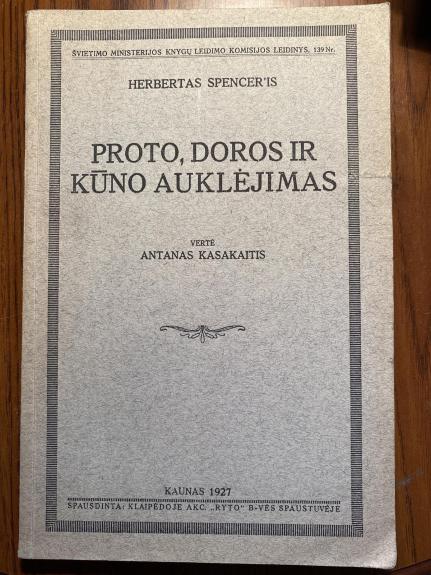 ŠVIETIMO MINISTERIJOS KNYGŲ LEIDIMO KOMISIJOS LEIDINYS, 139 Nr.
HERBERTAS SPENCER'IS
PROTO, DOROS IR
KŪNO AUKLĖJIMAS
VERTĖ
ANTANAS KASAKAITIS
KAUNAS 1927
SPAUSDINTA: KLAIPĖDOJE AKC. „RYTO" B-VĖS SPAUSTUVĖJE